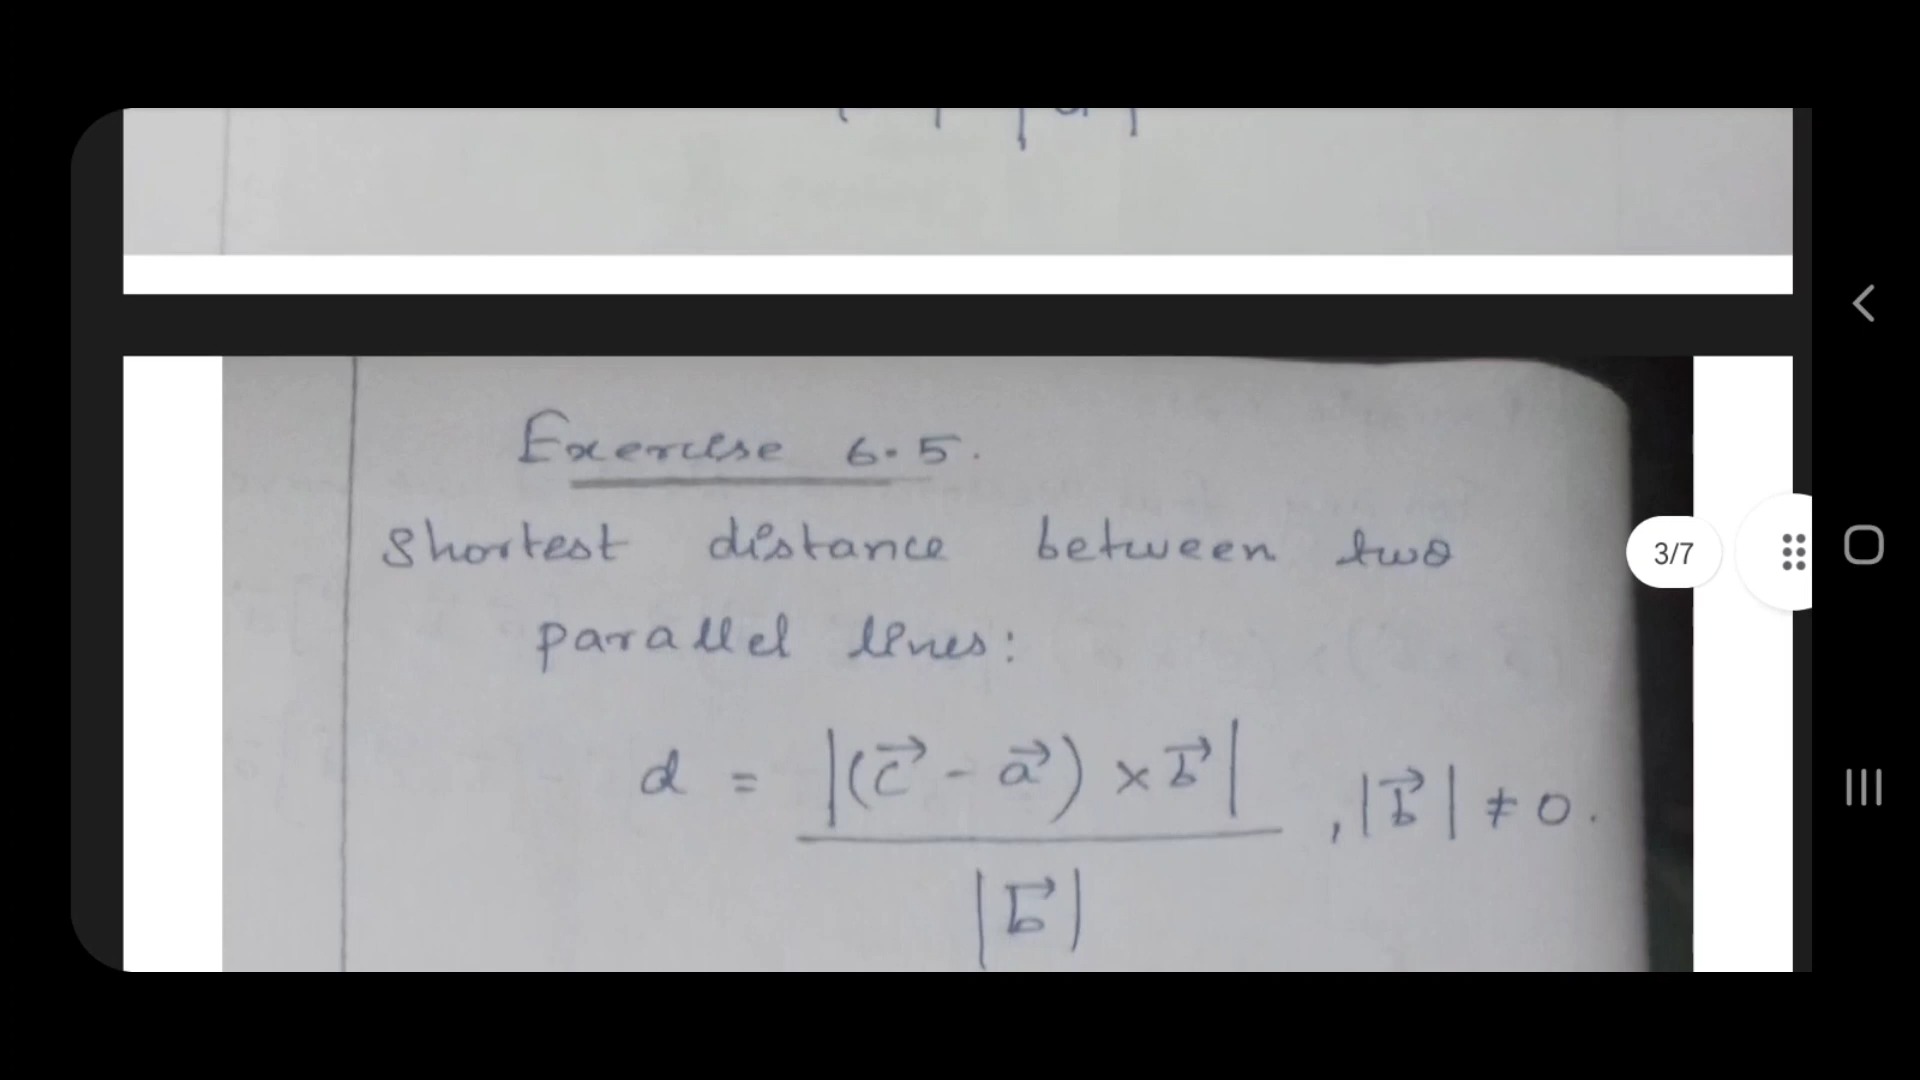 Exercise 6.5.
Shortest distance between two
parallel lines:
d = |(c⃗ - a⃗) × b⃗| / |b⃗| , |b⃗| ≠ 0.
3/7